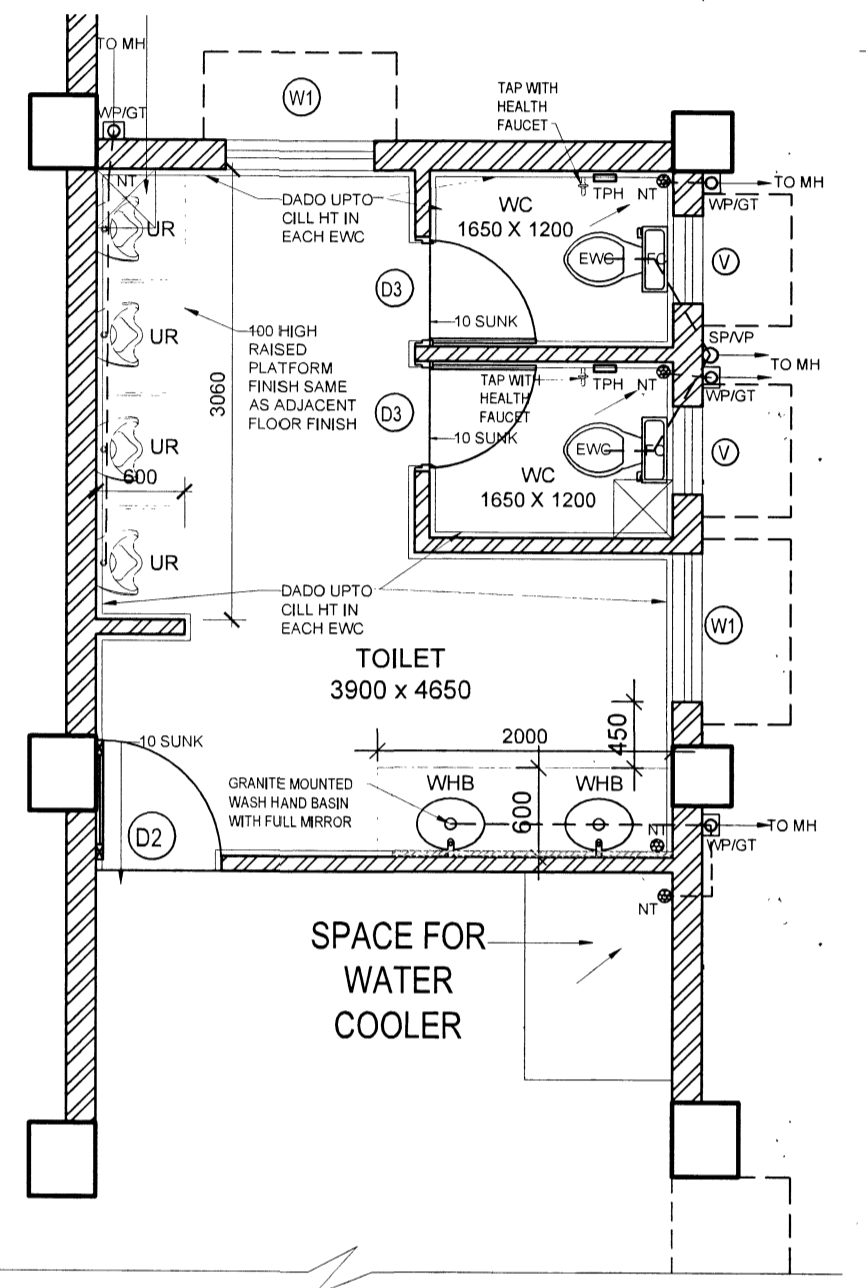 TO MH
WP/GT
W1
NT
UR
DADO UPTO
CILL HT IN
EACH EWC
TAP WITH
HEALTH
FAUCET
TPH
NT
TO MH
WP/GT
WC
1650 X 1200
EWC
V
D3
10 SUNK
UR
100 HIGH
RAISED
PLATFORM
FINISH SAME
AS ADJACENT
FLOOR FINISH
3060
SP/VP
TO MH
WP/GT
TAP WITH
HEALTH
FAUCET
TPH
NT
D3
10 SUNK
UR
600
EWC
V
WC
1650 X 1200
UR
DADO UPTO
CILL HT IN
EACH EWC
W1
TOILET
3900 x 4650
10 SUNK
2000
450
GRANITE MOUNTED
WASH HAND BASIN
WITH FULL MIRROR
WHB
600
WHB
NT
TO MH
WP/GT
D2
NT
SPACE FOR
WATER
COOLER